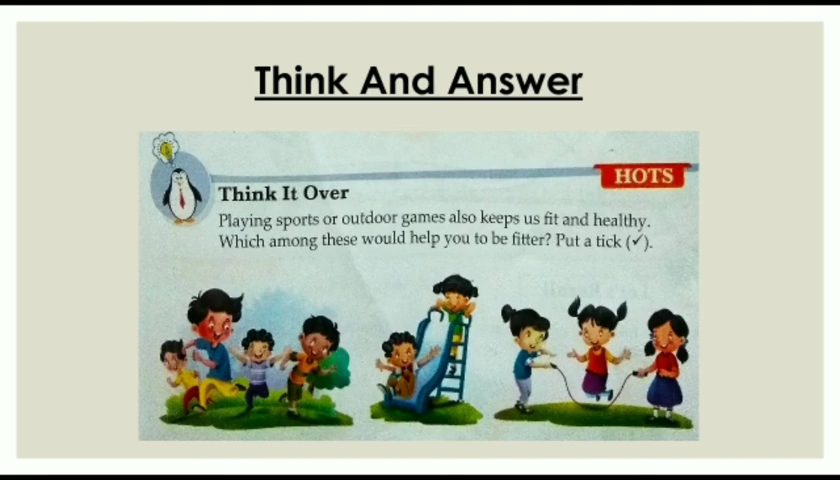 Think And Answer
HOTS
Think It Over
Playing sports or outdoor games also keeps us fit and healthy.
Which among these would help you to be fitter? Put a tick (✓).